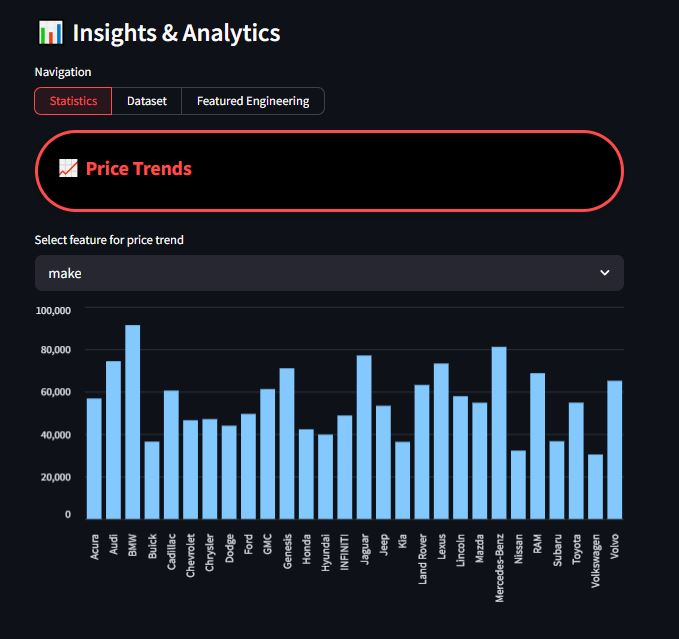 Insights & Analytics
Navigation
Statistics Dataset Featured Engineering
Price Trends
Select feature for price trend
make
100,000
80,000
60,000
40,000
20,000
0
Acura Audi BMW Buick Cadillac Chevrolet Chrysler Dodge Ford GMC Genesis Honda Hyundai INFINITI Jaguar Jeep Kia Land Rover Lexus Lincoln Mazda Mercedes-Benz Nissan RAM Subaru Toyota Volkswagen Volvo